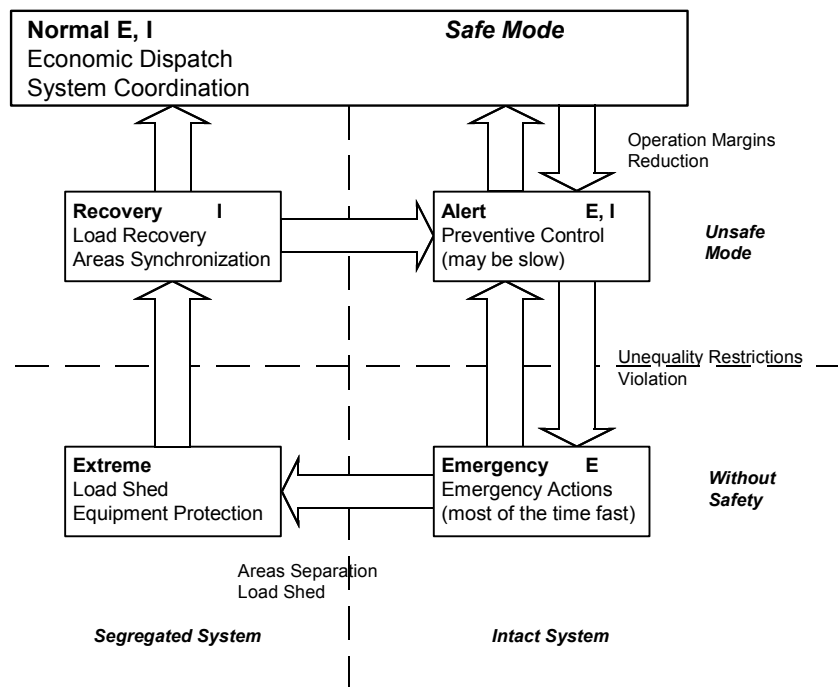 Normal E, I
Safe Mode
Economic Dispatch
System Coordination
Operation Margins
Reduction
Recovery I
Load Recovery
Areas Synchronization
Alert E, I
Preventive Control
(may be slow)
Unsafe
Mode
Unequality Restrictions
Violation
Extreme
Load Shed
Equipment Protection
Emergency E
Emergency Actions
(most of the time fast)
Without
Safety
Areas Separation
Load Shed
Segregated System
Intact System